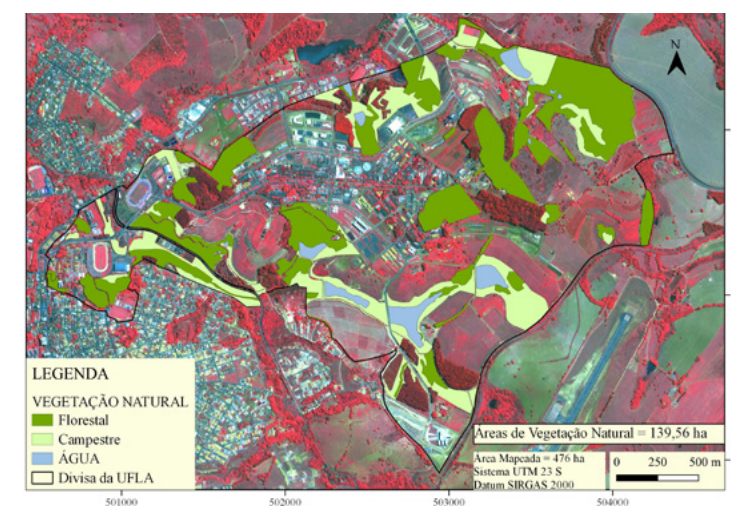 N
LEGENDA
VEGETAÇÃO NATURAL
Florestal
Campestre
ÁGUA
Divisa da UFLA
Áreas de Vegetação Natural = 139,56 ha
Área Mapeada = 476 ha
Sistema UTM 23 S
Datum SIRGAS 2000
0 250 500 m
501000 502000 503000 504000